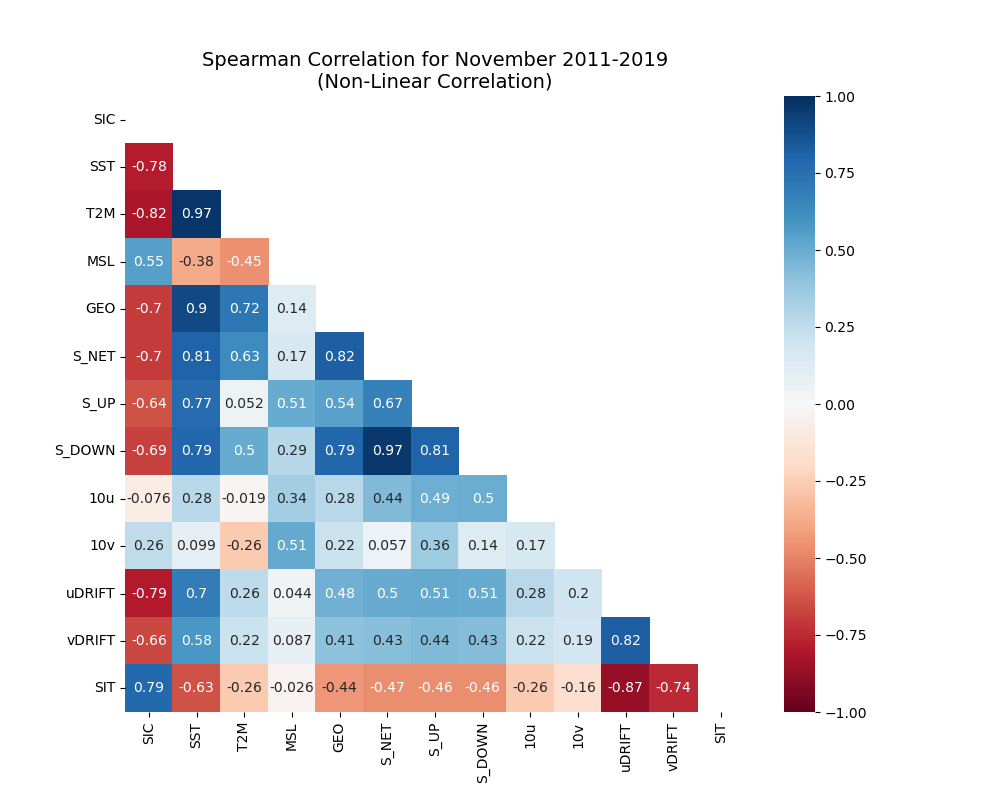 Spearman Correlation for November 2011-2019
(Non-Linear Correlation)
SIC
SST -0.78
T2M -0.82 0.97
MSL 0.55 -0.38 -0.45
GEO -0.7 0.9 0.72 0.14
S_NET -0.7 0.81 0.63 0.17 0.82
S_UP -0.64 0.77 0.052 0.51 0.54 0.67
S_DOWN -0.69 0.79 0.5 0.29 0.79 0.97 0.81
10u -0.076 0.28 -0.019 0.34 0.28 0.44 0.49 0.5
10v 0.26 0.099 -0.26 0.51 0.22 0.057 0.36 0.14 0.17
uDRIFT -0.79 0.7 0.26 0.044 0.48 0.5 0.51 0.51 0.28 0.2
vDRIFT -0.66 0.58 0.22 0.087 0.41 0.43 0.44 0.43 0.22 0.19 0.82
SIT 0.79 -0.63 -0.26 -0.026 -0.44 -0.47 -0.46 -0.46 -0.26 -0.16 -0.87 -0.74
SIC SST T2M MSL GEO S_NET S_UP S_DOWN 10u 10v uDRIFT vDRIFT SIT
1.00
0.75
0.50
0.25
0.00
−0.25
−0.50
−0.75
−1.00